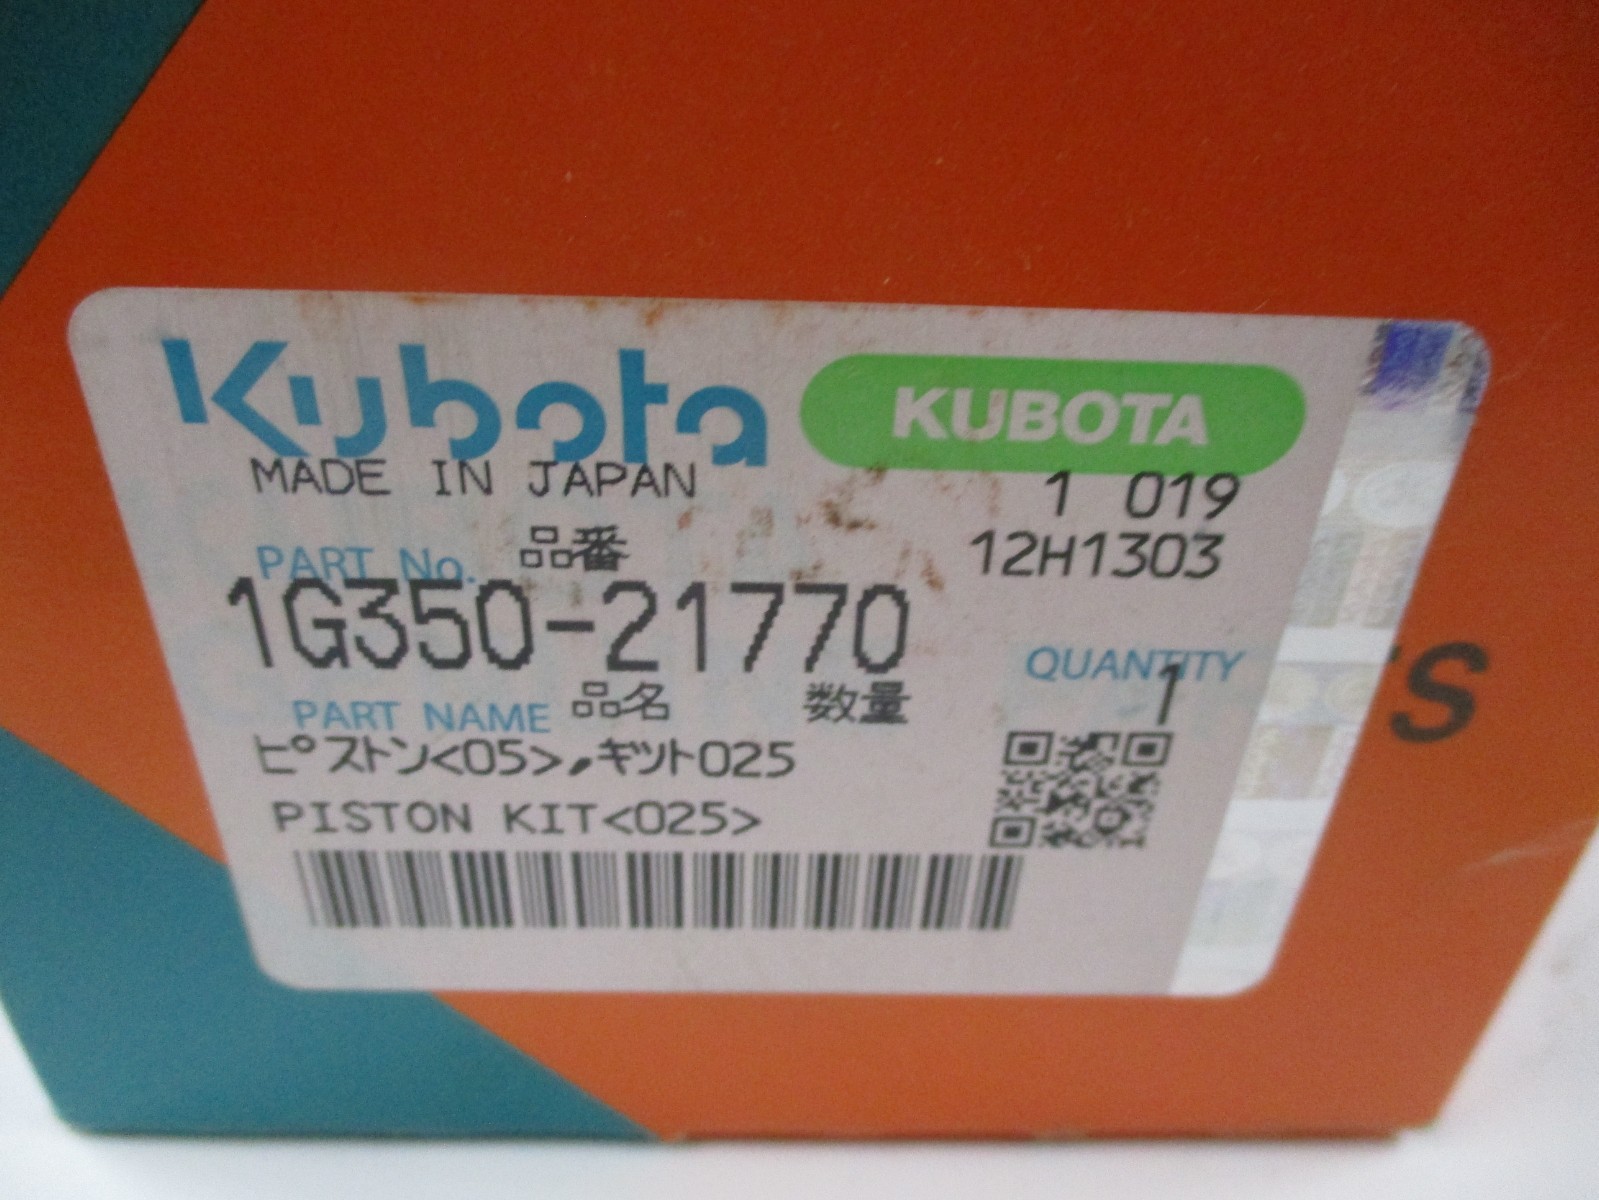 Kubota KUBOTA
MADE IN JAPAN 1 019
PART No. 品番 12H1303
1G350-21770
QUANTITY
PART NAME 品名 数量 1
ピストン<05>,キット025
PISTON KIT<025>